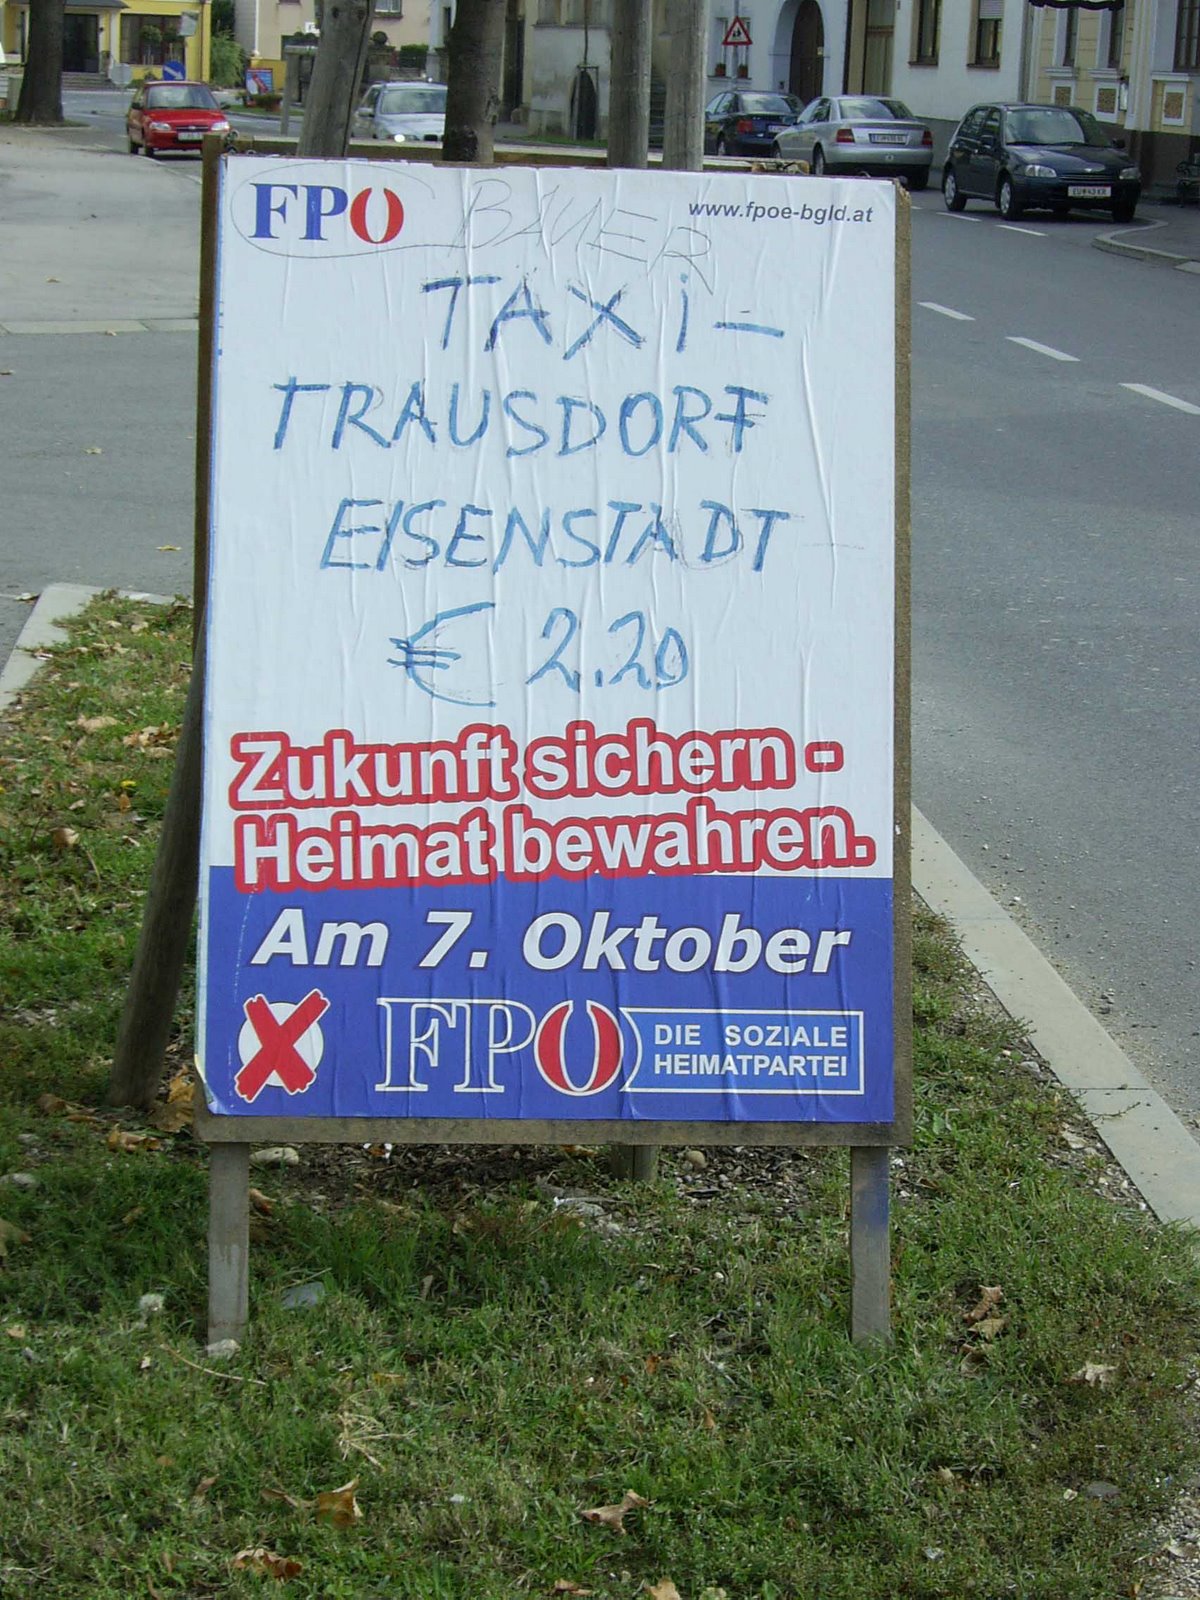 FPÖ BAUER www.fpoe-bgld.at
TAXI -
TRAUSDORF
EISENSTADT
€ 2.20
Zukunft sichern -
Heimat bewahren.
Am 7. Oktober
FPÖ DIE SOZIALE
HEIMATPARTEI